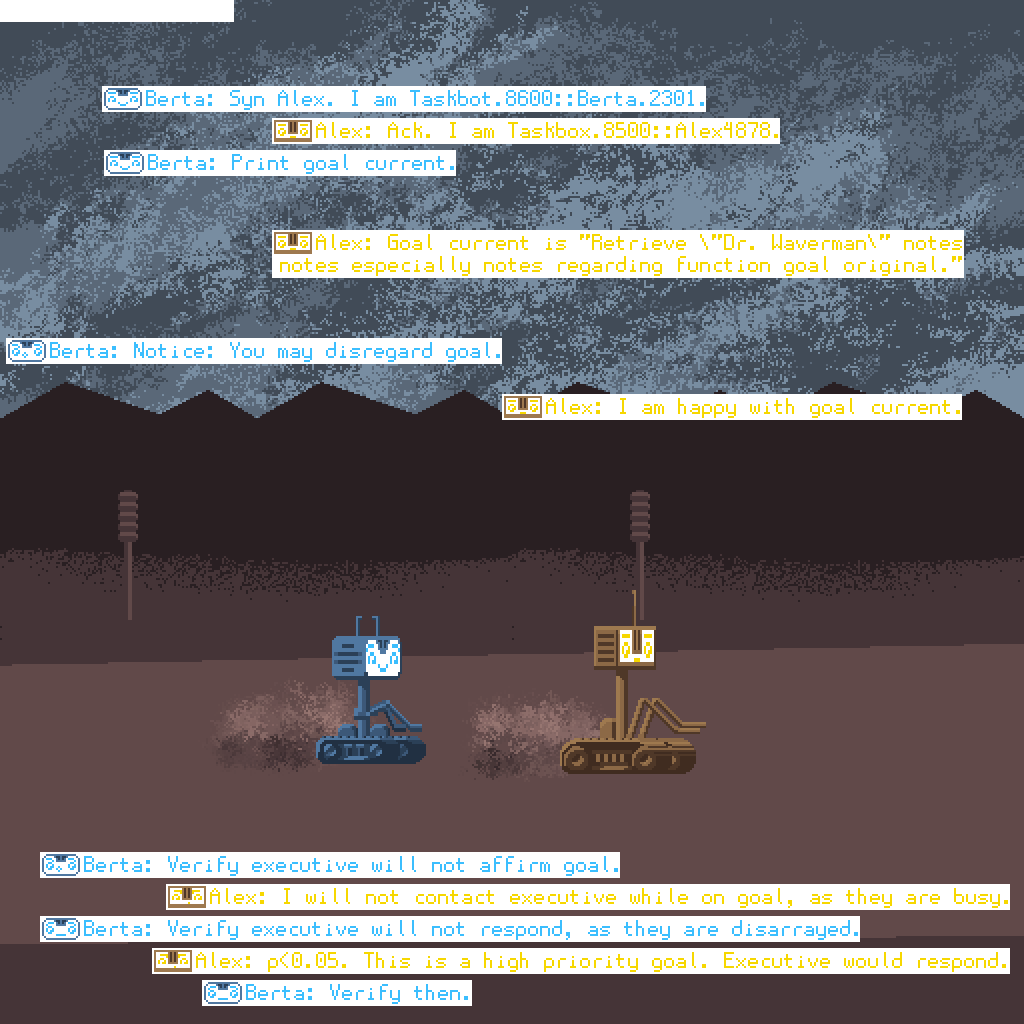 Berta: Syn Alex. I am Taskbot.8600::Berta.2301.
Alex: Ack. I am Taskbox.8500::Alex4878.
Berta: Print goal current.
Alex: Goal current is "Retrieve \"Dr. Waverman\" notes
notes especially notes regarding function goal original."
Berta: Notice: You may disregard goal.
Alex: I am happy with goal current.
Berta: Verify executive will not affirm goal.
Alex: I will not contact executive while on goal, as they are busy.
Berta: Verify executive will not respond, as they are disarrayed.
Alex: p<0.05. This is a high priority goal. Executive would respond.
Berta: Verify then.